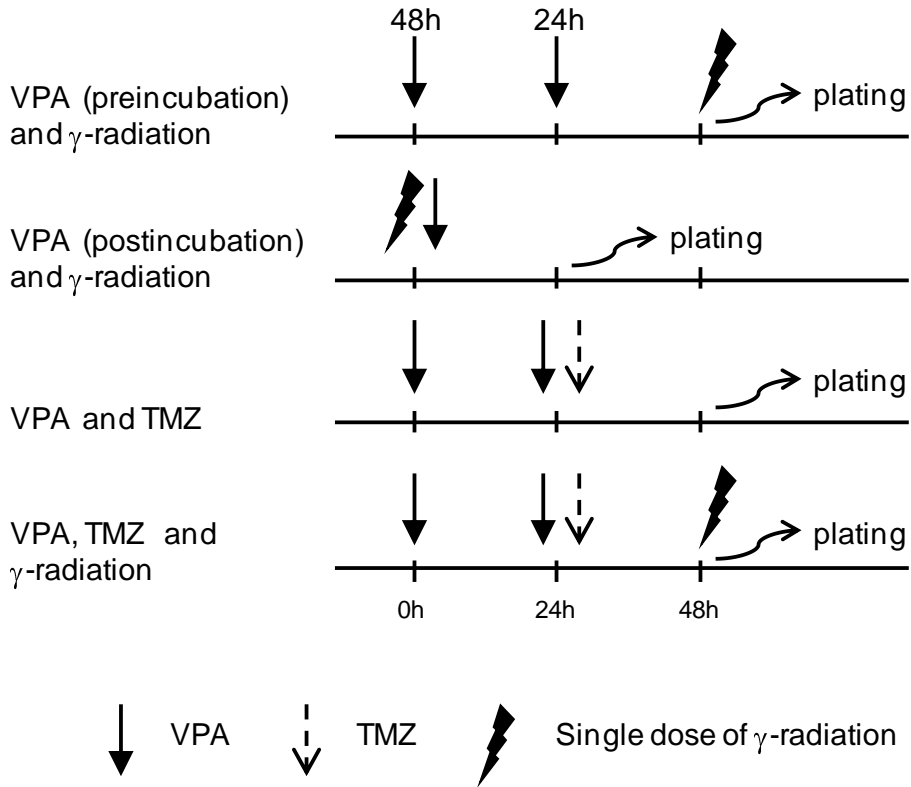 48h 24h
VPA (preincubation)
and γ-radiation
plating
VPA (postincubation)
and γ-radiation
plating
VPA and TMZ
plating
VPA, TMZ and
γ-radiation
plating
0h 24h 48h
VPA TMZ Single dose of γ-radiation